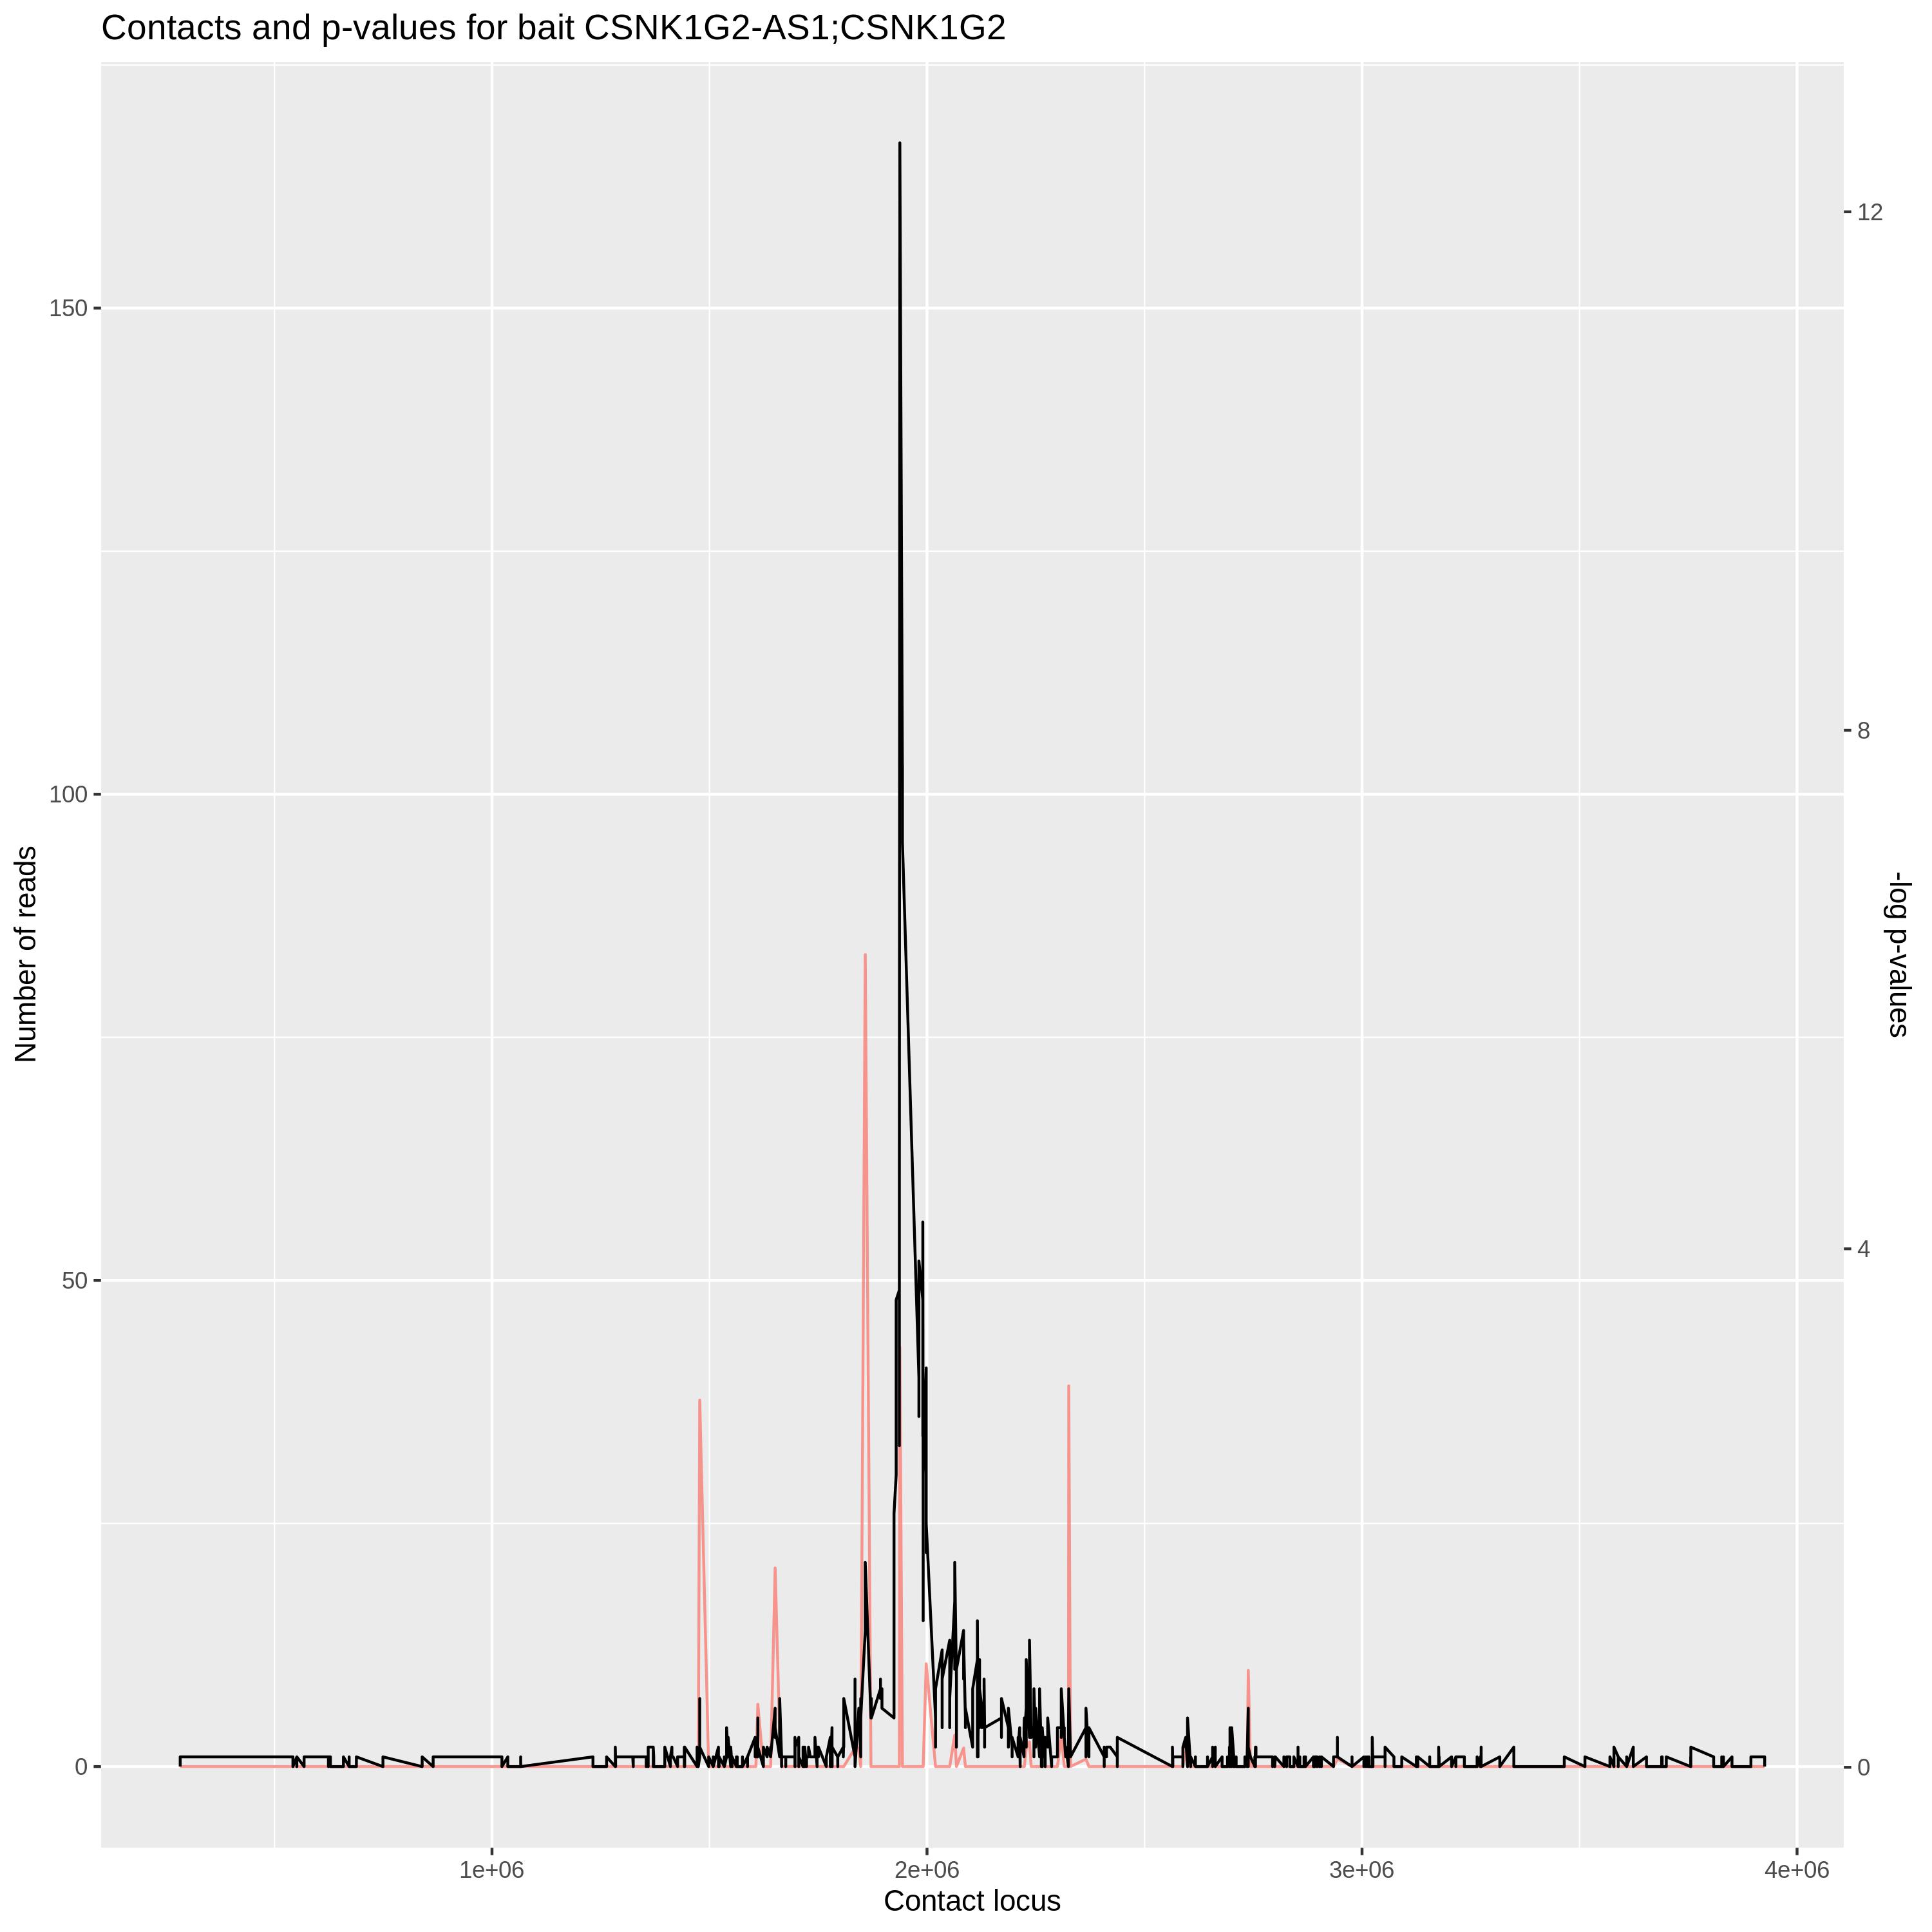 Contacts and p-values for bait CSNK1G2-AS1;CSNK1G2
150
100
50
0
Number of reads
12
8
4
0
-log p-values
1e+06
2e+06
3e+06
4e+06
Contact locus